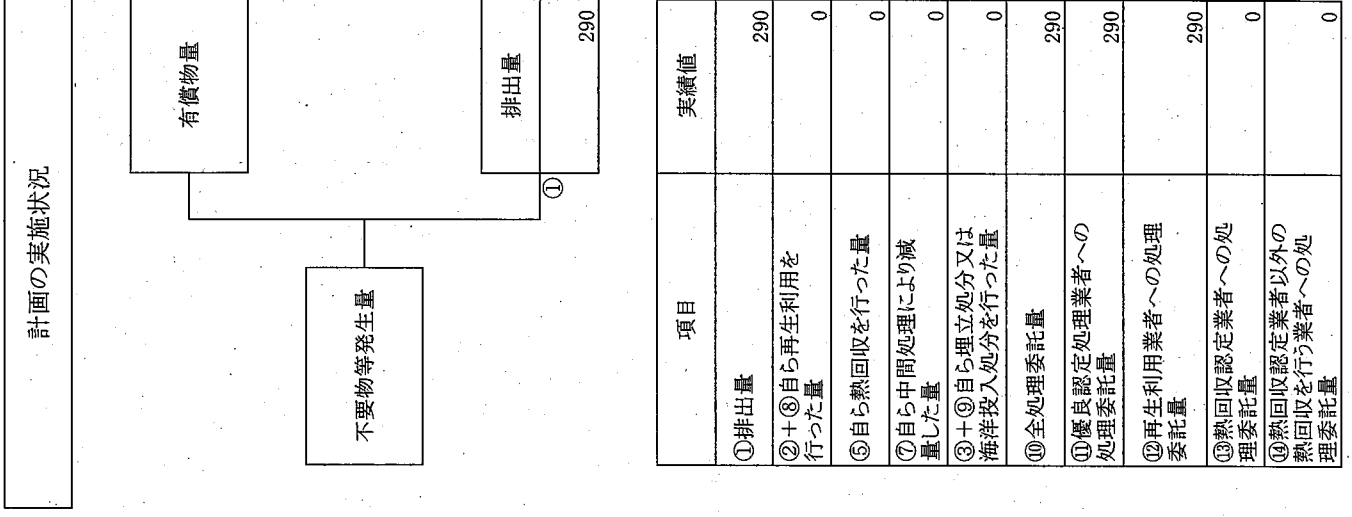 計画の実施状況
不要物等発生量
有償物量
①
排出量
290
項目
実績値
①排出量
290
②+⑧自ら再生利用を
行った量
0
⑤自ら熱回収を行った量
0
⑦自ら中間処理により減
量した量
0
③+⑨自ら埋立処分又は
海洋投入処分を行った量
0
⑩全処理委託量
290
⑪優良認定処理業者への
処理委託量
290
⑫再生利用業者への処理
委託量
290
⑬熱回収認定業者への処
理委託量
0
⑭熱回収認定業者以外の
熱回収を行う業者への処
理委託量
0